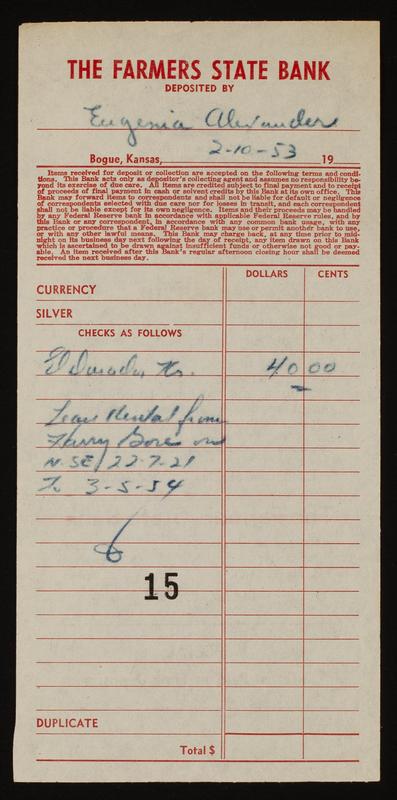 THE FARMERS STATE BANK
DEPOSITED BY
Eugenia Alexander
Bogue, Kansas, 2-10-53 19
Items received for deposit or collection are accepted on the following terms and condi-
tions. This Bank acts only as depositor's collecting agent and assumes no responsibility be-
yond its exercise of due care. All items are credited subject to final payment and to receipt
of proceeds of final payment in cash or solvent credits by this Bank at its own office. This
Bank may forward items to correspondents and shall not be liable for default or negligence
of correspondents selected with due care nor for losses in transit, and each correspondent
shall not be liable except for its own negligence. Items and their proceeds may be handled
by any Federal Reserve bank in accordance with applicable Federal Reserve rules, and by
this Bank or any correspondent, in accordance with any common bank usage, with any
practice or procedure that a Federal Reserve bank may use or permit another bank to use,
or with any other lawful means. This Bank may charge back, at any time prior to mid-
night on its business day next following the day of receipt, any item drawn on this Bank
which is ascertained to be drawn against insufficient funds or otherwise not good or pay-
able. An item received after this Bank's regular afternoon closing hour shall be deemed
received the next business day.
DOLLARS CENTS
CURRENCY
SILVER
CHECKS AS FOLLOWS
Eldorado Ks. 40 00
Lease Rental from
Harry Gore on
N-SE/22-7-21
To 3-5-54
15
DUPLICATE
Total $